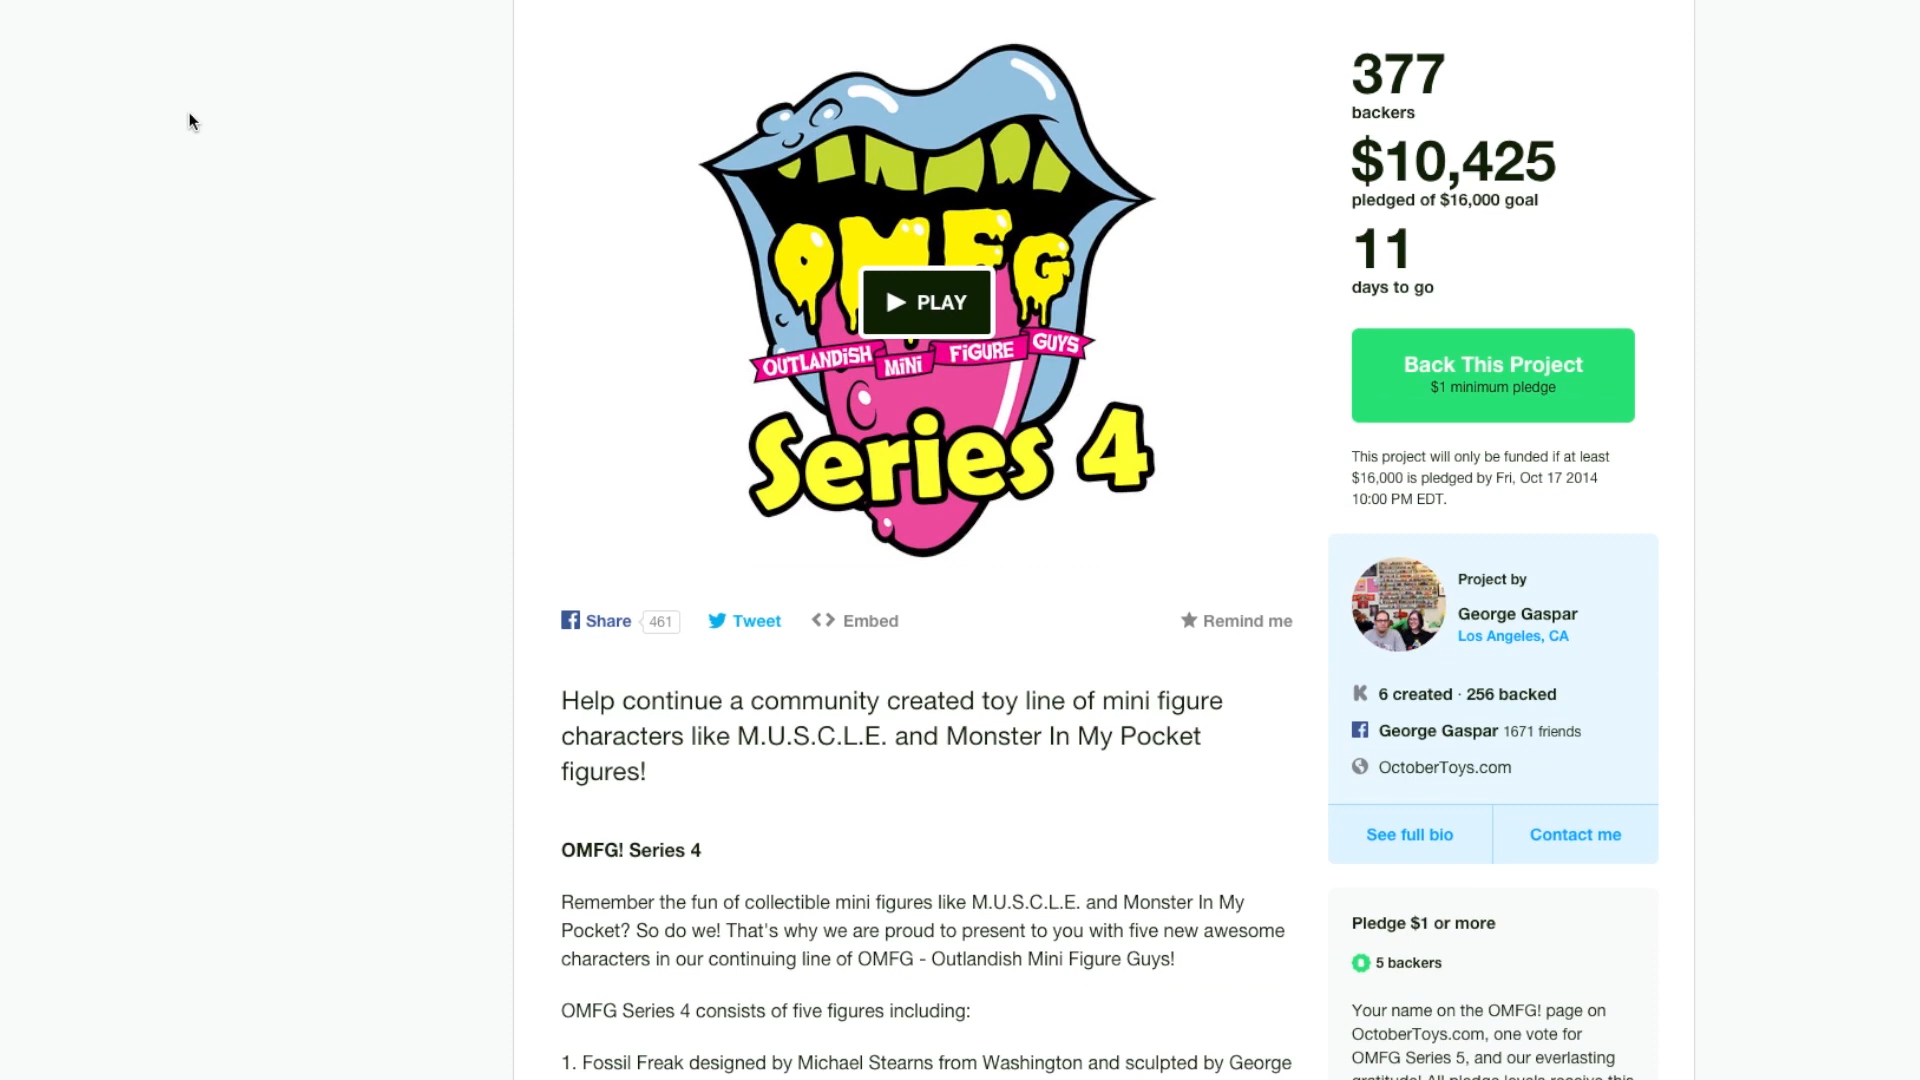 OMFG
PLAY
OUTLANDISH MINI FIGURE GUYS
Series 4
Share 461 Tweet Embed Remind me
Help continue a community created toy line of mini figure
characters like M.U.S.C.L.E. and Monster In My Pocket
figures!
OMFG! Series 4
Remember the fun of collectible mini figures like M.U.S.C.L.E. and Monster In My
Pocket? So do we! That's why we are proud to present to you with five new awesome
characters in our continuing line of OMFG - Outlandish Mini Figure Guys!
OMFG Series 4 consists of five figures including:
1. Fossil Freak designed by Michael Stearns from Washington and sculpted by George
377
backers
$10,425
pledged of $16,000 goal
11
days to go
Back This Project
$1 minimum pledge
This project will only be funded if at least
$16,000 is pledged by Fri, Oct 17 2014
10:00 PM EDT.
Project by
George Gaspar
Los Angeles, CA
6 created · 256 backed
George Gaspar 1671 friends
OctoberToys.com
See full bio Contact me
Pledge $1 or more
5 backers
Your name on the OMFG! page on
OctoberToys.com, one vote for
OMFG Series 5, and our everlasting
gratitude! All pledge levels receive this